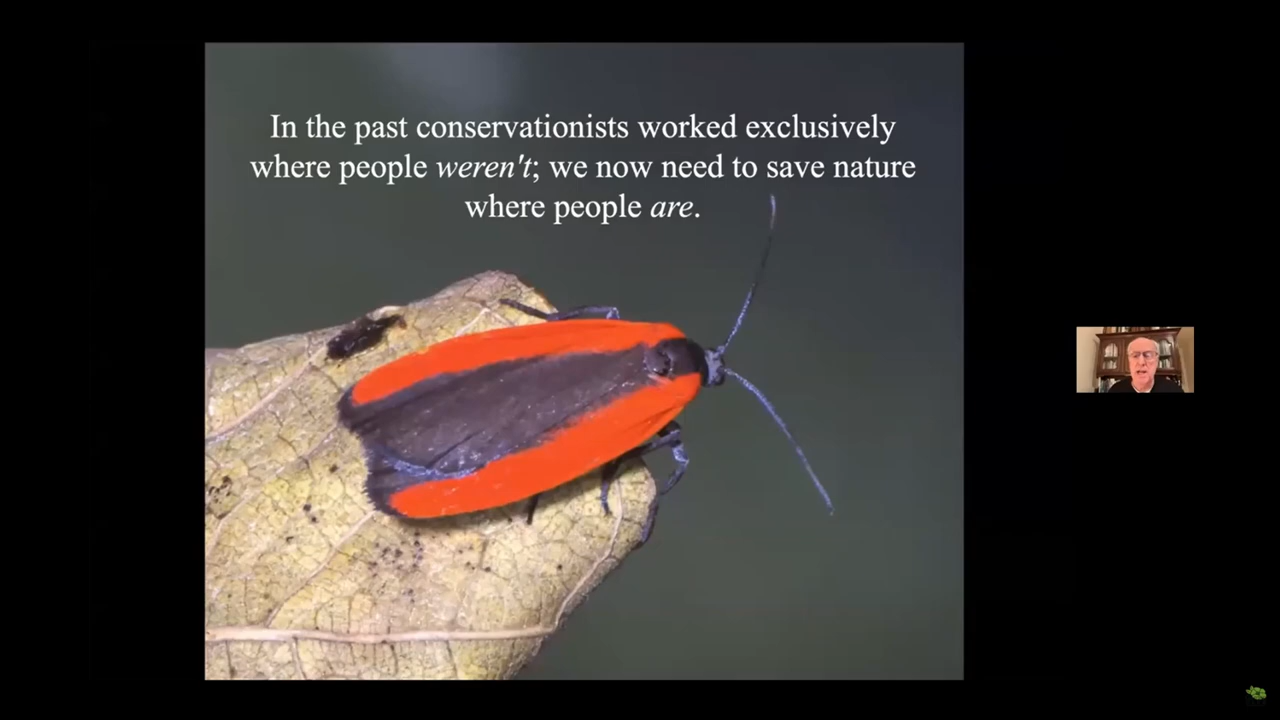 In the past conservationists worked exclusively
where people weren't; we now need to save nature
where people are.